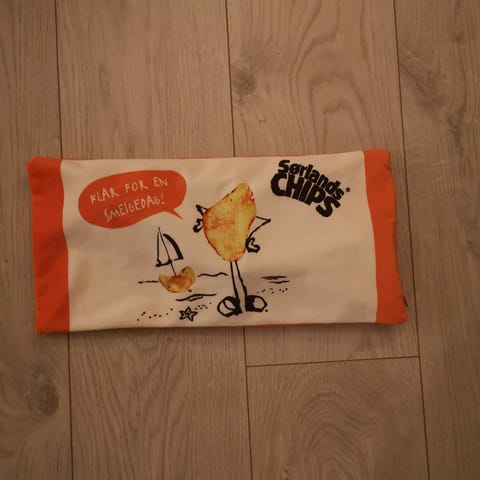 KLAR FOR EN
SMEIGEDAG!
Sørlands
CHIPS®